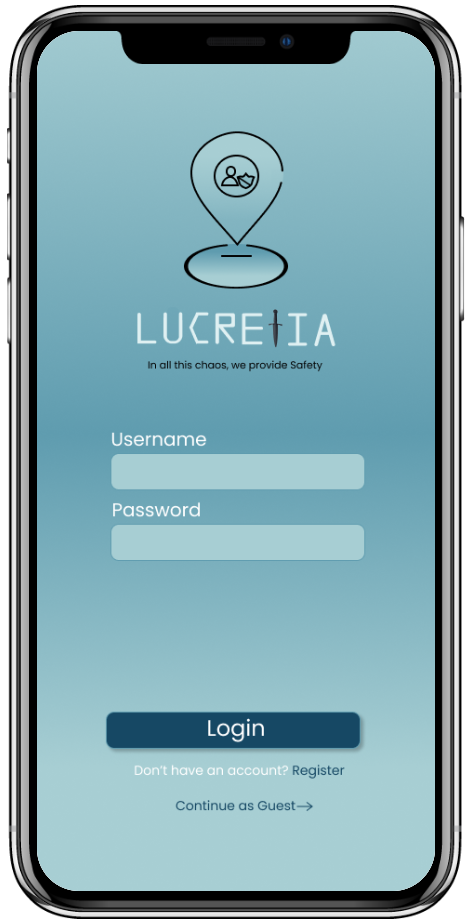 LUCRETIA
In all this chaos, we provide Safety
Username
Password
Login
Don't have an account? Register
Continue as Guest→